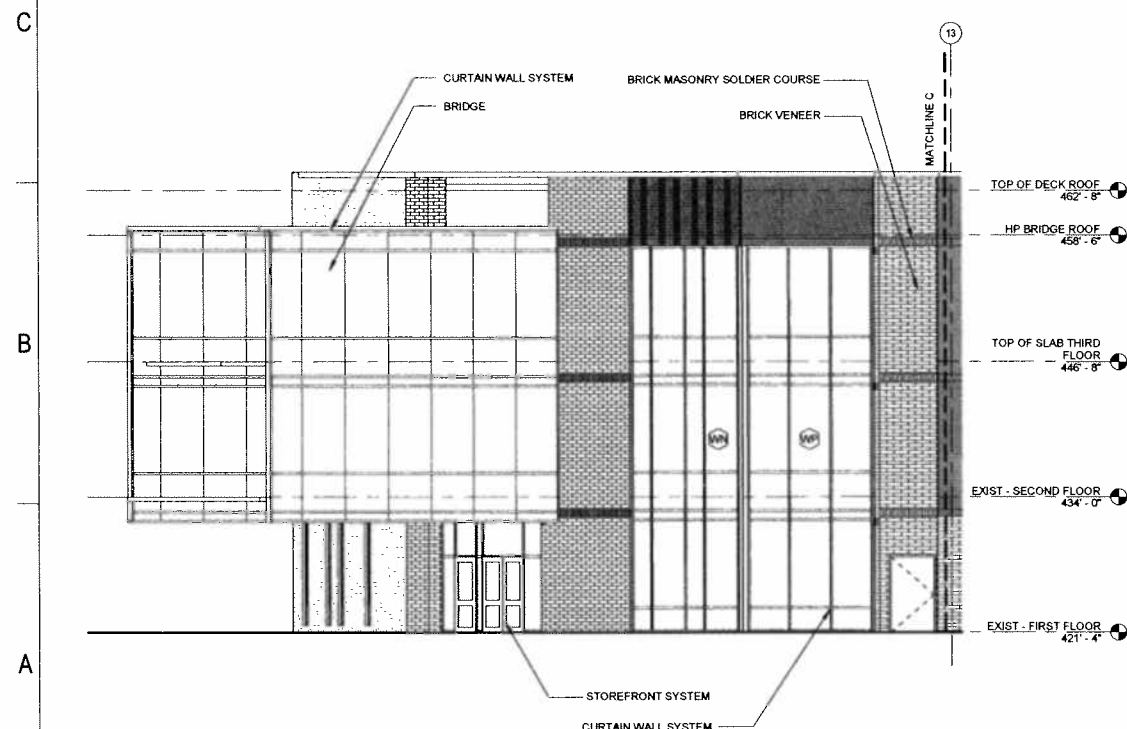 C
13
CURTAIN WALL SYSTEM
BRICK MASONRY SOLDIER COURSE
BRIDGE
BRICK VENEER
MATCHLINE C
TOP OF DECK ROOF
462' - 8"
HP BRIDGE ROOF
458' - 6"
B
TOP OF SLAB THIRD
FLOOR
446' - 8"
WN
WP
EXIST - SECOND FLOOR
434' - 0"
EXIST - FIRST FLOOR
421' - 4"
A
STOREFRONT SYSTEM
CURTAIN WALL SYSTEM